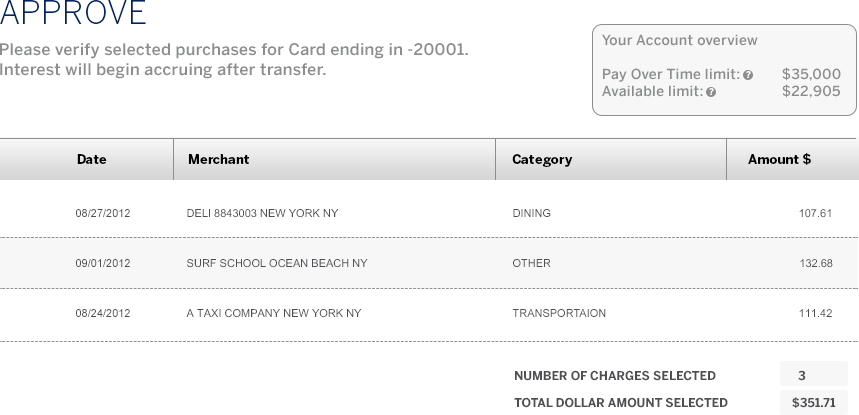 APPROVE
Please verify selected purchases for Card ending in -20001.
Interest will begin accruing after transfer.
Your Account overview
Pay Over Time limit: ? $35,000
Available limit: ? $22,905
Date Merchant Category Amount $
08/27/2012 DELI 8843003 NEW YORK NY DINING 107.61
09/01/2012 SURF SCHOOL OCEAN BEACH NY OTHER 132.68
08/24/2012 A TAXI COMPANY NEW YORK NY TRANSPORTAION 111.42
NUMBER OF CHARGES SELECTED 3
TOTAL DOLLAR AMOUNT SELECTED $351.71